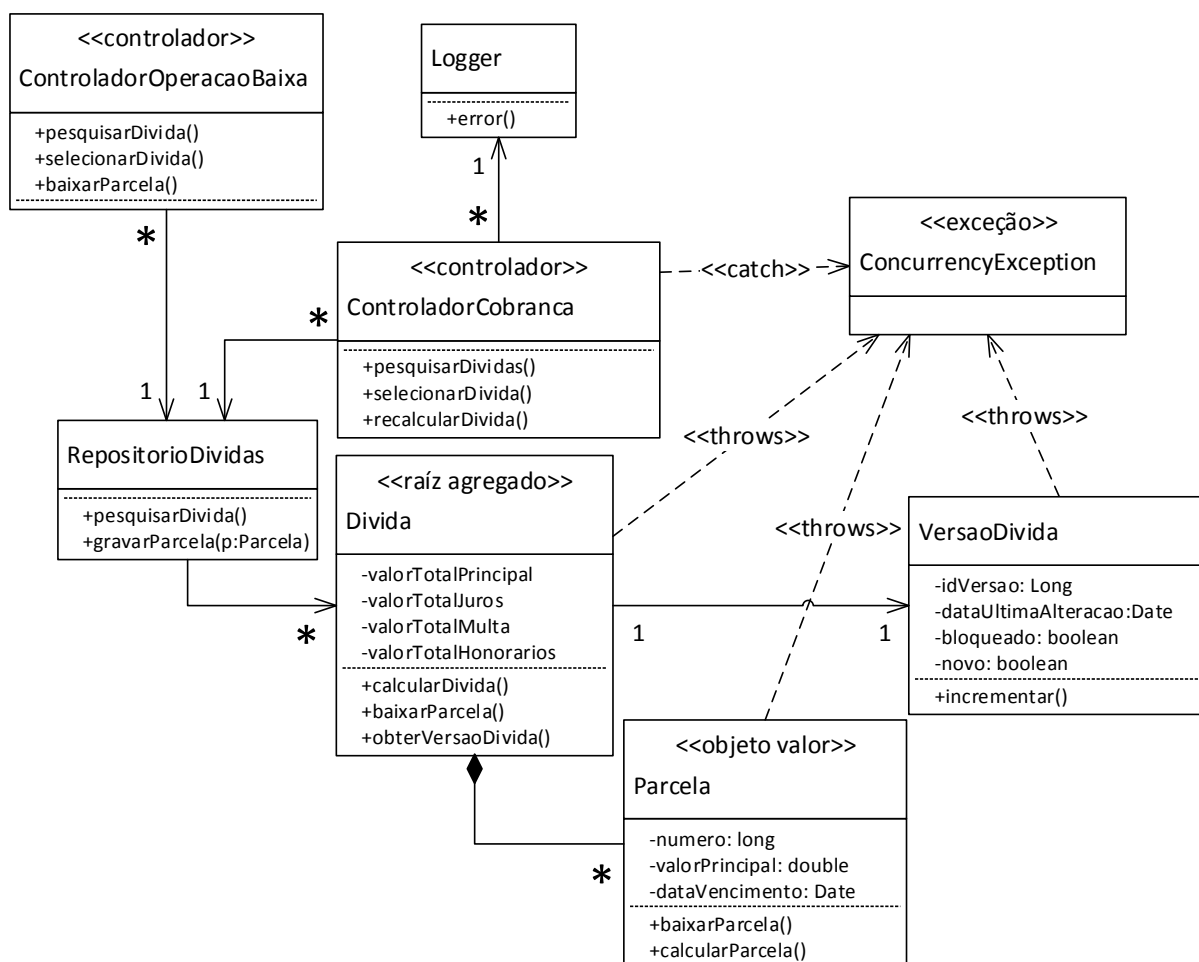 <<controlador>>
ControladorOperacaoBaixa
+pesquisarDivida()
+selecionarDivida()
+baixarParcela()
Logger
+error()
1
*
*
<<controlador>>
ControladorCobranca
+pesquisarDividas()
+selecionarDivida()
+recalcularDivida()
<<catch>>
<<exceção>>
ConcurrencyException
*
1
1
RepositorioDividas
+pesquisarDivida()
+gravarParcela(p:Parcela)
*
<<throws>>
<<throws>>
<<throws>>
<<raíz agregado>>
Divida
-valorTotalPrincipal
-valorTotalJuros
-valorTotalMulta
-valorTotalHonorarios
+calcularDivida()
+baixarParcela()
+obterVersaoDivida()
1
1
VersaoDivida
-idVersao: Long
-dataUltimaAlteracao:Date
-bloqueado: boolean
-novo: boolean
+incrementar()
*
<<objeto valor>>
Parcela
-numero: long
-valorPrincipal: double
-dataVencimento: Date
+baixarParcela()
+calcularParcela()